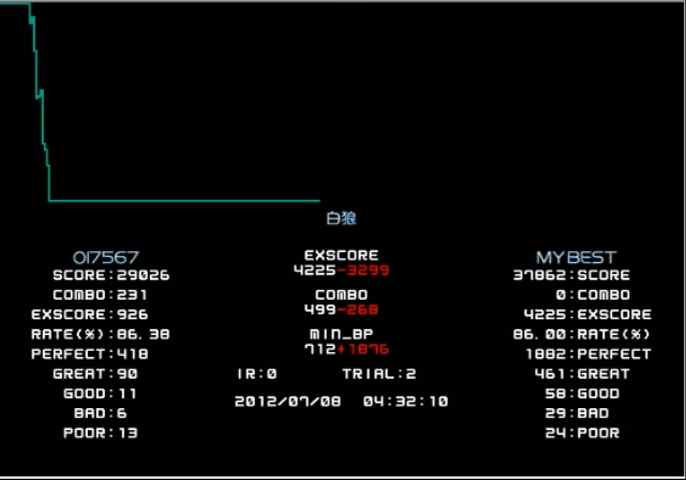 白狼
017567
SCORE:29026
COMBO:231
EXSCORE:926
RATE(%):86.38
PERFECT:418
GREAT:90
GOOD:11
BAD:6
POOR:13
EXSCORE
4225-3299
COMBO
499-268
MIN_BP
712+1876
IR:0 TRIAL:2
2012/07/08 04:32:10
MYBEST
37862:SCORE
0:COMBO
4225:EXSCORE
86.00:RATE(%)
1882:PERFECT
461:GREAT
58:GOOD
29:BAD
24:POOR